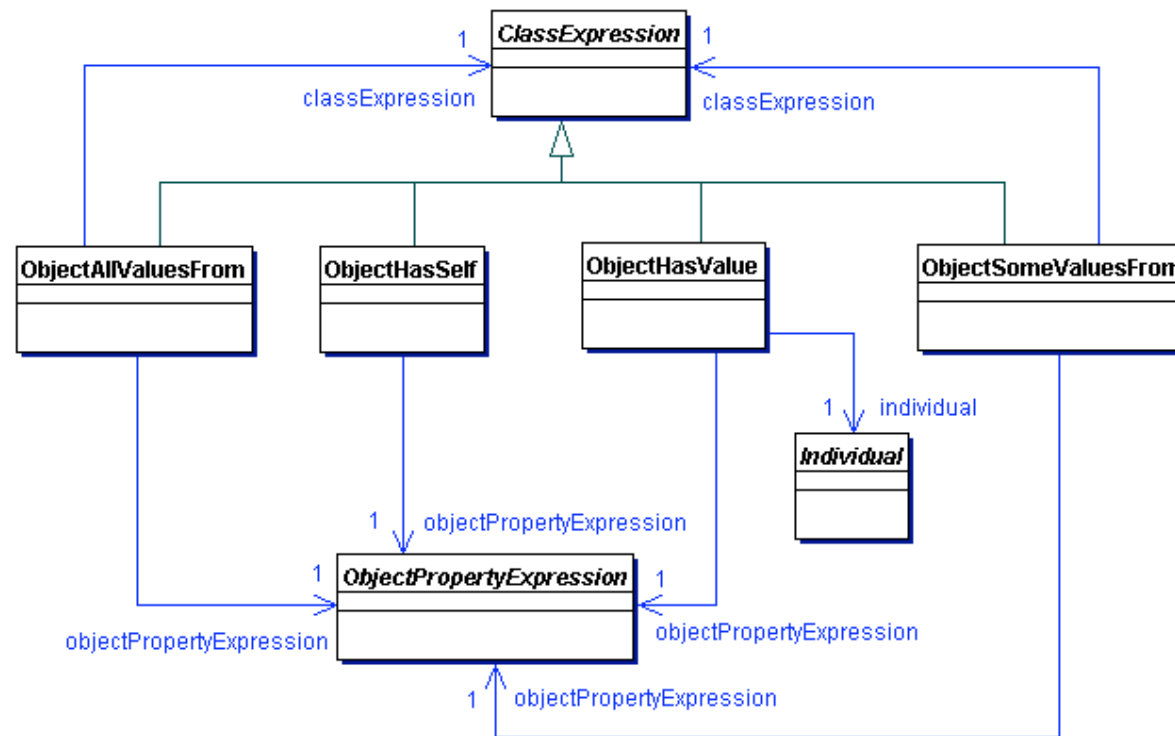 ClassExpression
1
1
classExpression
classExpression
ObjectAllValuesFrom
ObjectHasSelf
ObjectHasValue
ObjectSomeValuesFrom
1
individual
Individual
1
objectPropertyExpression
ObjectPropertyExpression
1
1
objectPropertyExpression
objectPropertyExpression
1
objectPropertyExpression